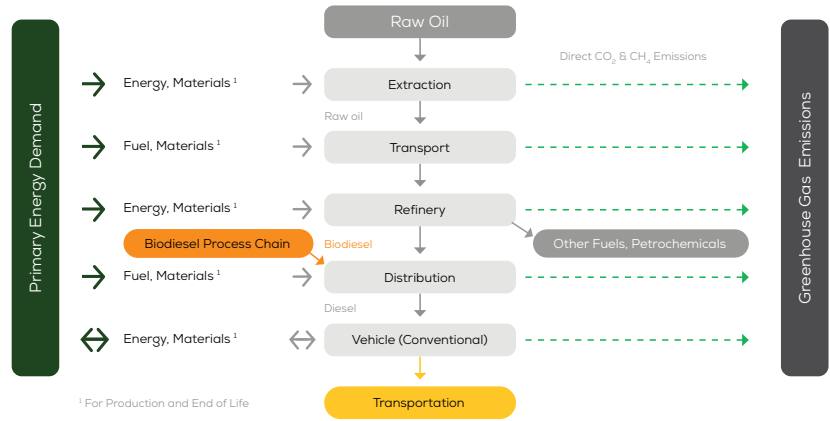 Raw Oil
Direct CO₂ & CH₄ Emissions
Energy, Materials ¹
Extraction
Raw oil
Fuel, Materials ¹
Transport
Energy, Materials ¹
Refinery
Biodiesel Process Chain
Biodiesel
Other Fuels, Petrochemicals
Fuel, Materials ¹
Distribution
Diesel
Energy, Materials ¹
Vehicle (Conventional)
Transportation
¹ For Production and End of Life
Primary Energy Demand
Greenhouse Gas Emissions